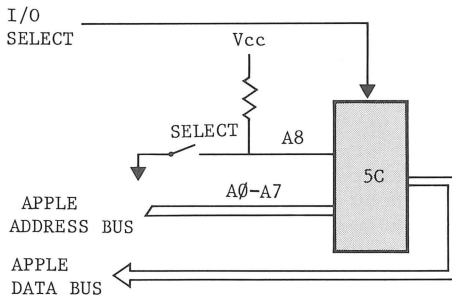 I/O
SELECT
Vcc
SELECT
A8
5C
AØ-A7
APPLE
ADDRESS BUS
APPLE
DATA BUS